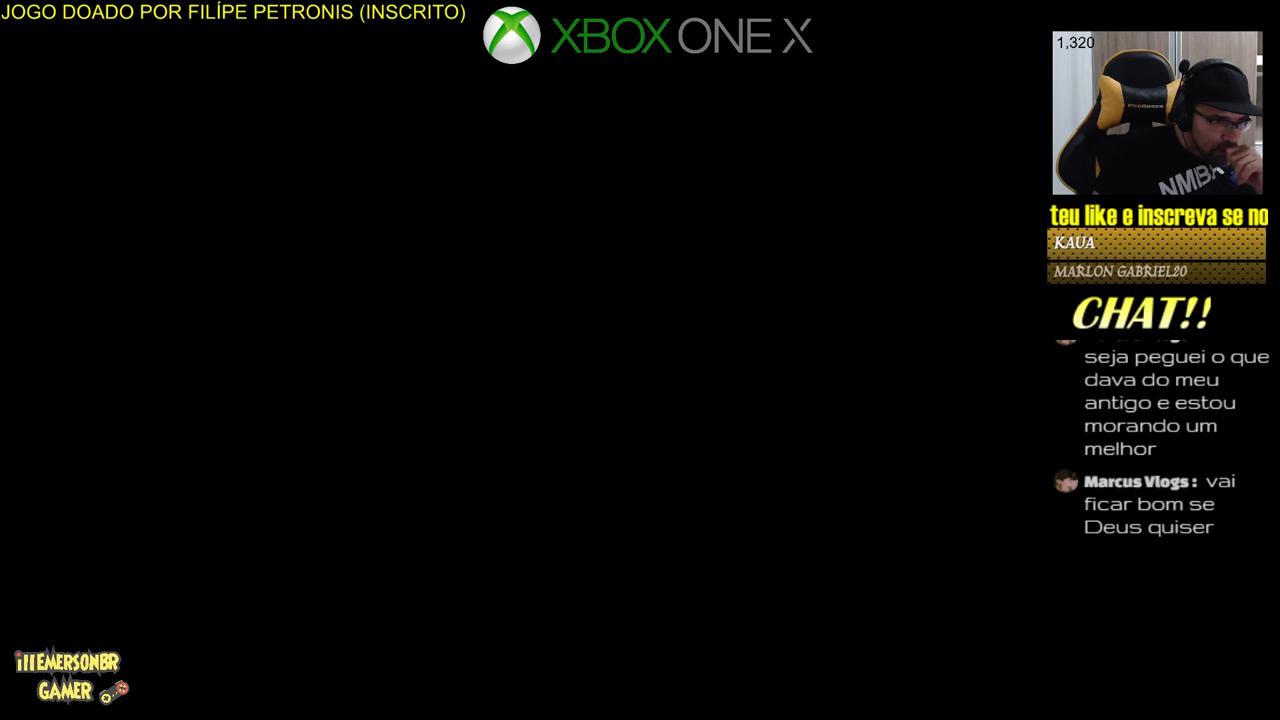 JOGO DOADO POR FILÍPE PETRONIS (INSCRITO)
XBOX ONE X
1,320
NMB
teu like e inscreva se no
KAUA
MARLON GABRIEL20
CHAT!!
seja peguei o que
dava do meu
antigo e estou
morando um
melhor
Marcus Vlogs : vai
ficar bom se
Deus quiser
illEMERSONBR
GAMER